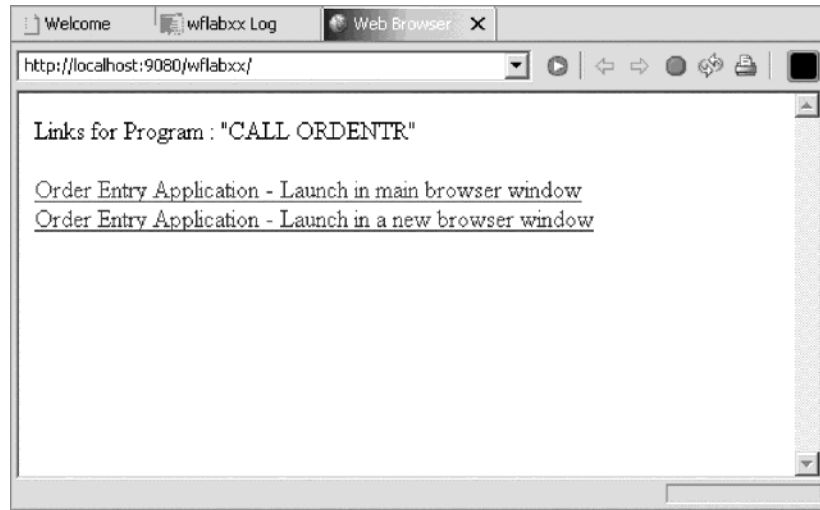 Welcome
wflabxx Log
Web Browser
http://localhost:9080/wflabxx/
Links for Program : "CALL ORDENTR"
Order Entry Application - Launch in main browser window
Order Entry Application - Launch in a new browser window